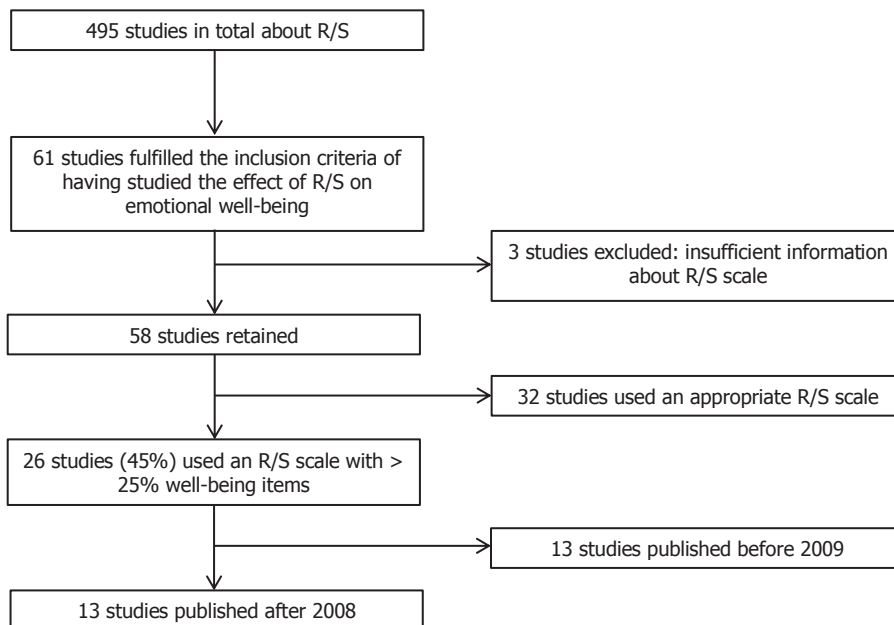 495 studies in total about R/S
61 studies fulfilled the inclusion criteria of
having studied the effect of R/S on
emotional well-being
3 studies excluded: insufficient information
about R/S scale
58 studies retained
32 studies used an appropriate R/S scale
26 studies (45%) used an R/S scale with >
25% well-being items
13 studies published before 2009
13 studies published after 2008